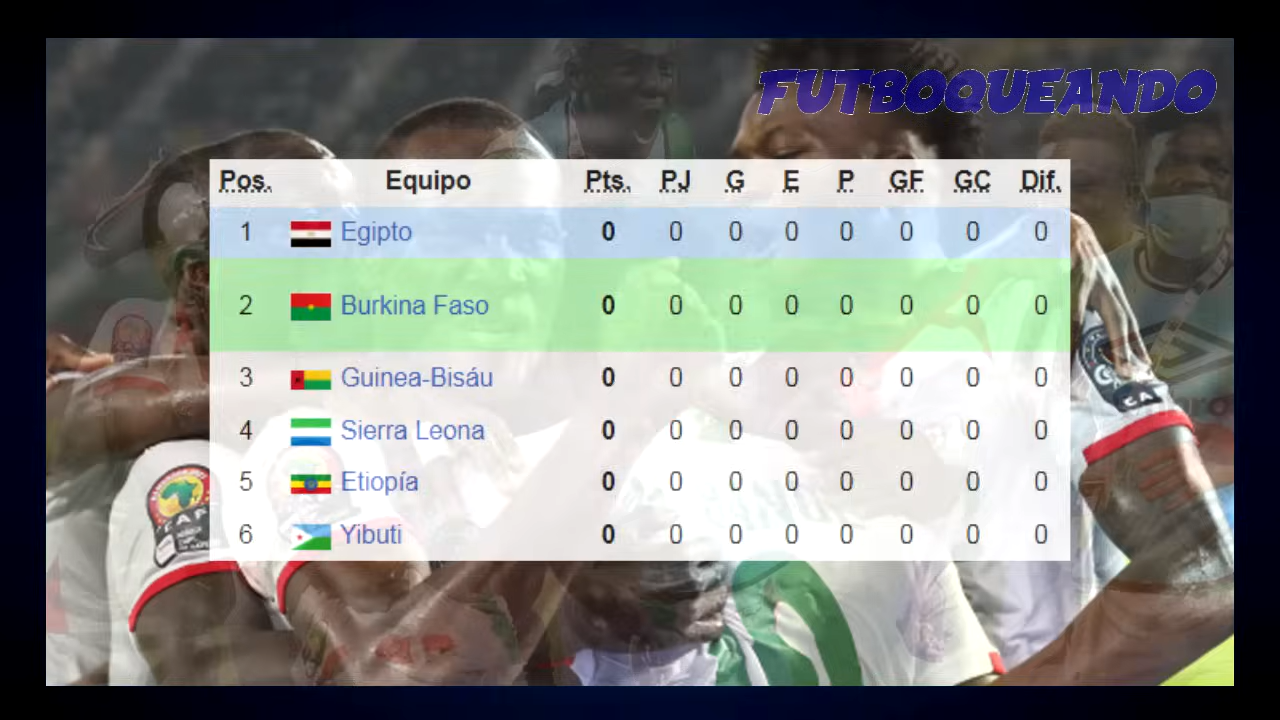 FUTBOQUEANDO
Pos. Equipo Pts. PJ G E P GF GC Dif.
1 Egipto 0 0 0 0 0 0 0 0
2 Burkina Faso 0 0 0 0 0 0 0 0
3 Guinea-Bisáu 0 0 0 0 0 0 0 0
4 Sierra Leona 0 0 0 0 0 0 0 0
5 Etiopía 0 0 0 0 0 0 0 0
6 Yibuti 0 0 0 0 0 0 0 0